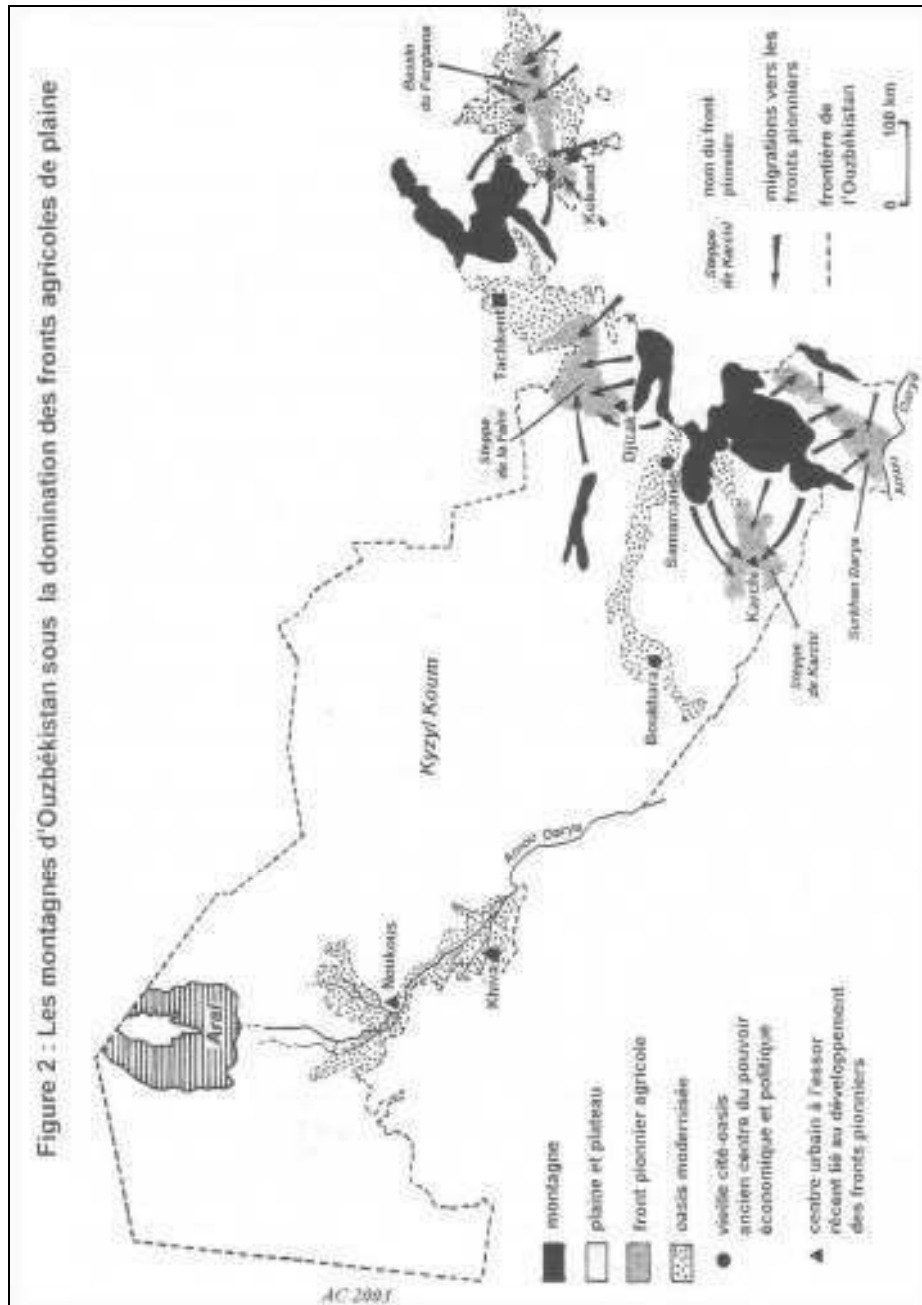 Figure 2 : Les montagnes d'Ouzbékistan sous la domination des fronts agricoles de plaine
Aral
Noukous
Khiva
Amou Darya
Kyzyl Koum
Boukhara
Samarcande
Karchi
Steppe
de Karchi
Surkhan Darya
Amou Darya
Djizak
Steppe
de la Faim
Tachkent
Kokand
Bassin
du Ferghana
montagne
plaine et plateau
front pionnier agricole
oasis modernisée
vieille cité-oasis
ancien centre du pouvoir
économique et politique
centre urbain à l'essor
récent lié au développement
des fronts pionniers
Steppe
de Karchi
nom du front
pionnier
migrations vers les
fronts pionniers
frontière de
l'Ouzbékistan
0 100 km
AC 2003